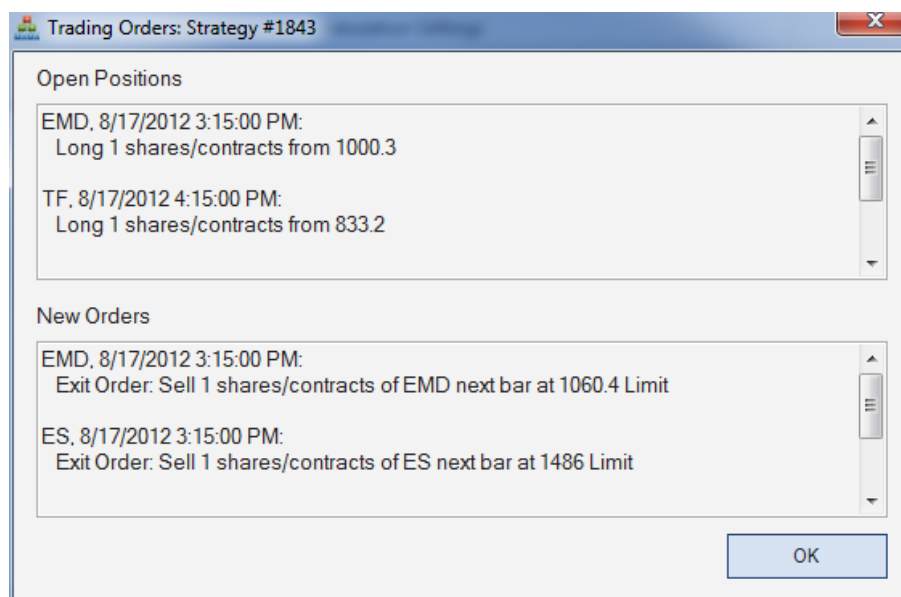 Trading Orders: Strategy #1843
Open Positions
EMD, 8/17/2012 3:15:00 PM:
Long 1 shares/contracts from 1000.3
TF, 8/17/2012 4:15:00 PM:
Long 1 shares/contracts from 833.2
New Orders
EMD, 8/17/2012 3:15:00 PM:
Exit Order: Sell 1 shares/contracts of EMD next bar at 1060.4 Limit
ES, 8/17/2012 3:15:00 PM:
Exit Order: Sell 1 shares/contracts of ES next bar at 1486 Limit
OK